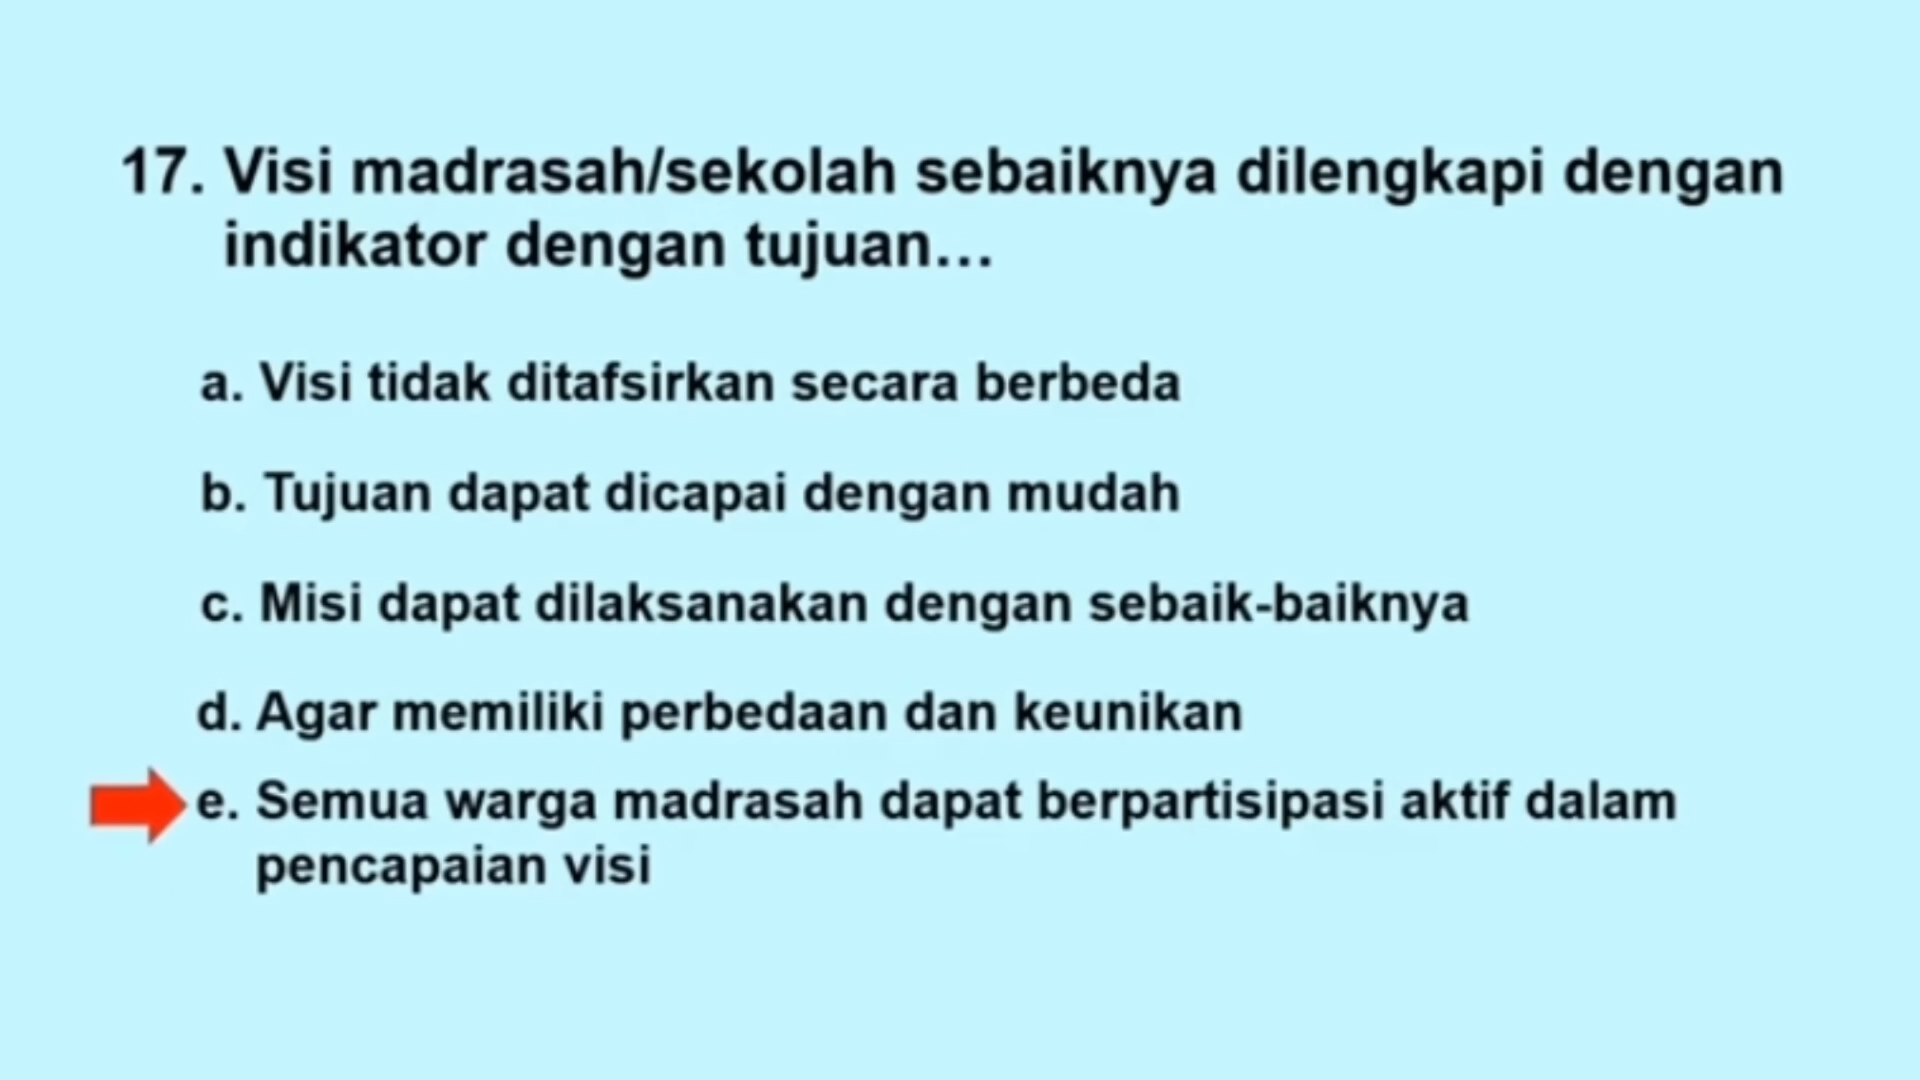 17. Visi madrasah/sekolah sebaiknya dilengkapi dengan
indikator dengan tujuan...
a. Visi tidak ditafsirkan secara berbeda
b. Tujuan dapat dicapai dengan mudah
c. Misi dapat dilaksanakan dengan sebaik-baiknya
d. Agar memiliki perbedaan dan keunikan
e. Semua warga madrasah dapat berpartisipasi aktif dalam
pencapaian visi